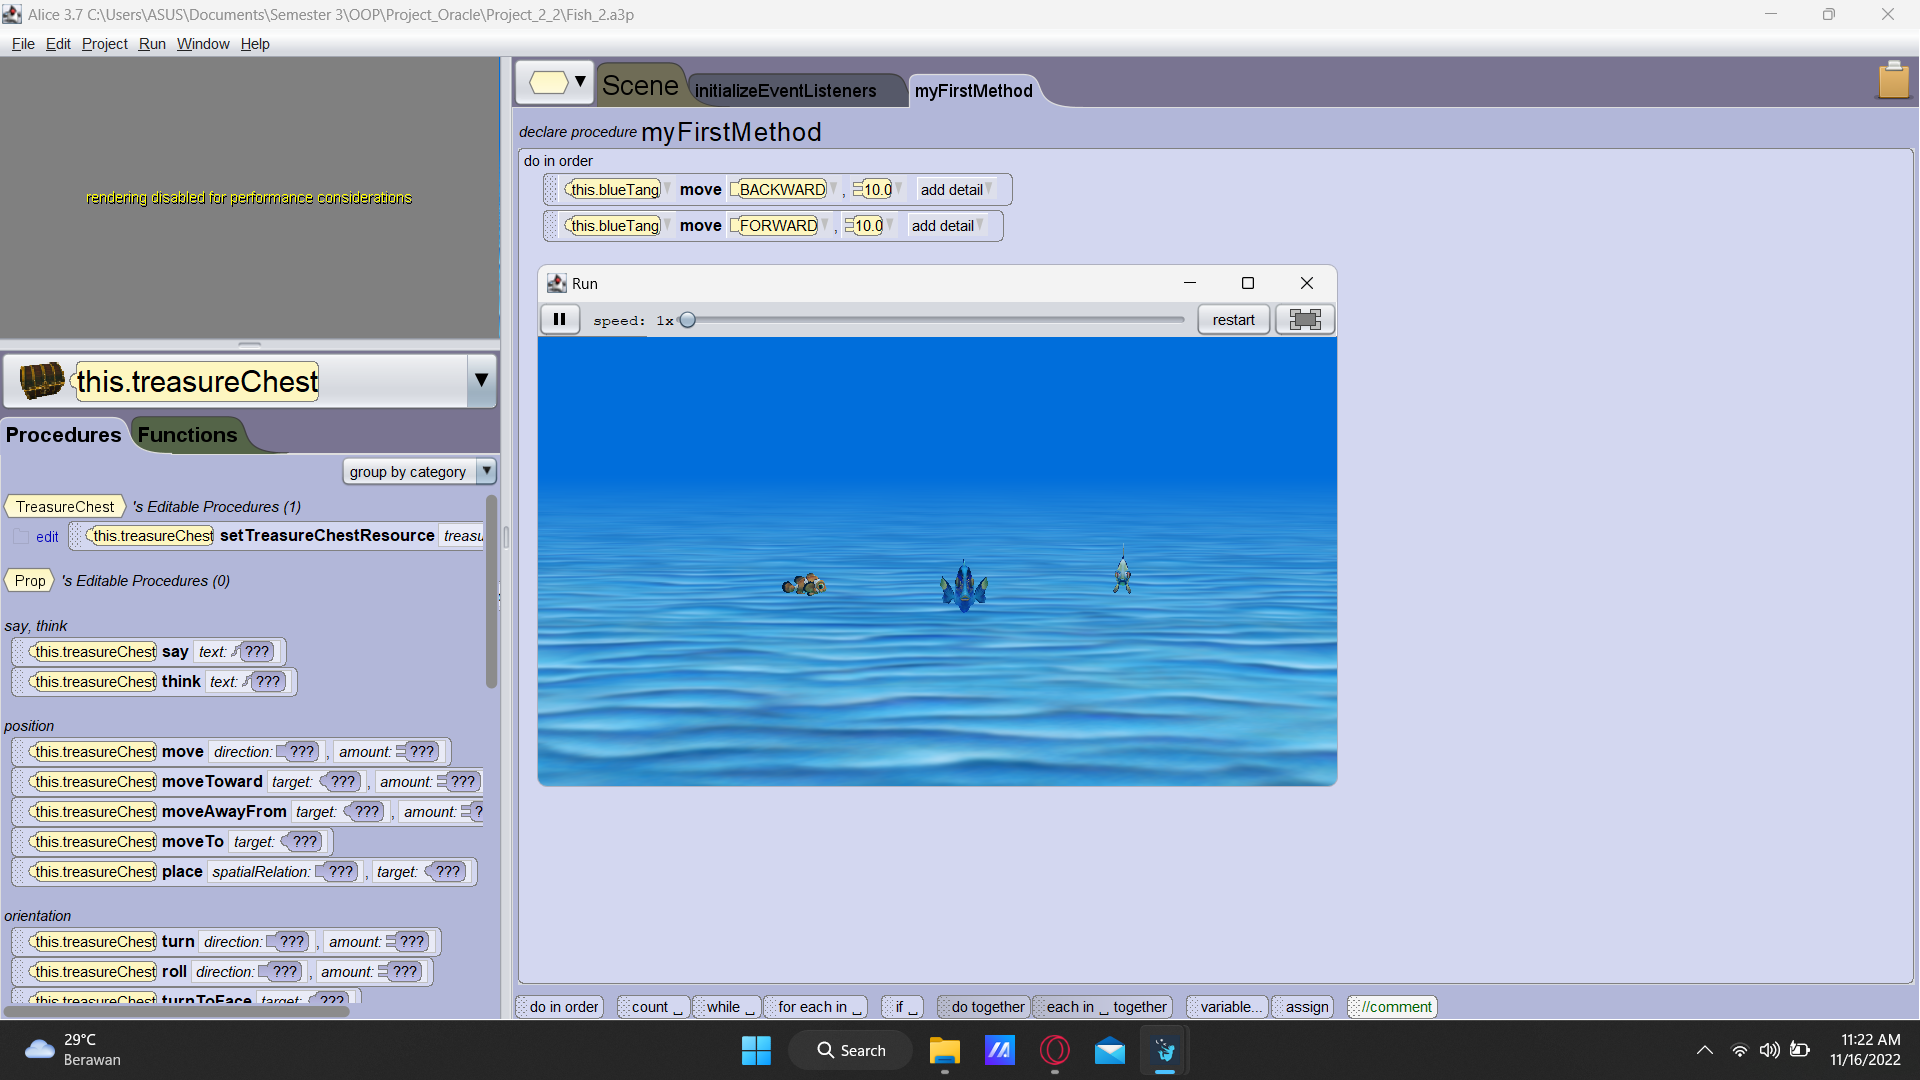 Alice 3.7 C:\Users\ASUS\Documents\Semester 3\OOP\Project_Oracle\Project_2_2\Fish_2.a3p
File Edit Project Run Window Help
rendering disabled for performance considerations
this.treasureChest
Procedures Functions
group by category
TreasureChest 's Editable Procedures (1)
edit this.treasureChest setTreasureChestResource treasu
Prop 's Editable Procedures (0)
say, think
this.treasureChest say text: ???
this.treasureChest think text: ???
position
this.treasureChest move direction: ??? , amount: ???
this.treasureChest moveToward target: ??? , amount: ???
this.treasureChest moveAwayFrom target: ??? , amount: ?
this.treasureChest moveTo target: ???
this.treasureChest place spatialRelation: ??? , target: ???
orientation
this.treasureChest turn direction: ??? , amount: ???
this.treasureChest roll direction: ??? , amount: ???
this.treasureChest turnToFace target: ???
Scene initializeEventListeners myFirstMethod
declare procedure myFirstMethod
do in order
this.blueTang move BACKWARD , 10.0 add detail
this.blueTang move FORWARD , 10.0 add detail
Run
speed: 1x restart
do in order count while for each in if do together each in together variable... assign //comment
29°C
Berawan
Search
11:22 AM
11/16/2022